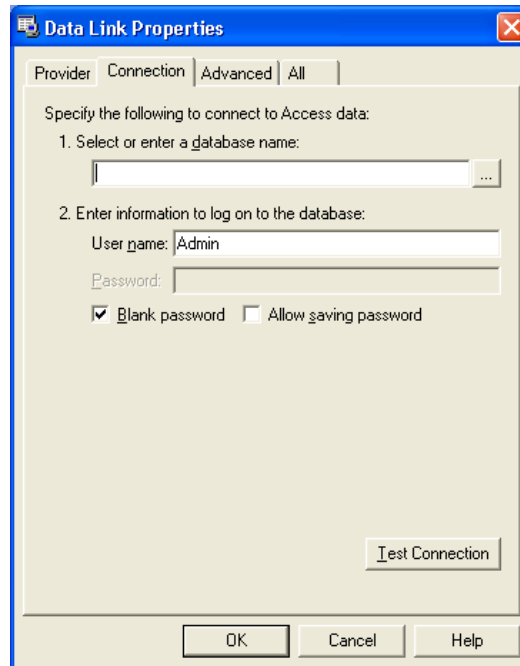 Data Link Properties
Provider Connection Advanced All
Specify the following to connect to Access data:
1. Select or enter a database name:
...
2. Enter information to log on to the database:
User name: Admin
Password:
Blank password Allow saving password
Test Connection
OK Cancel Help